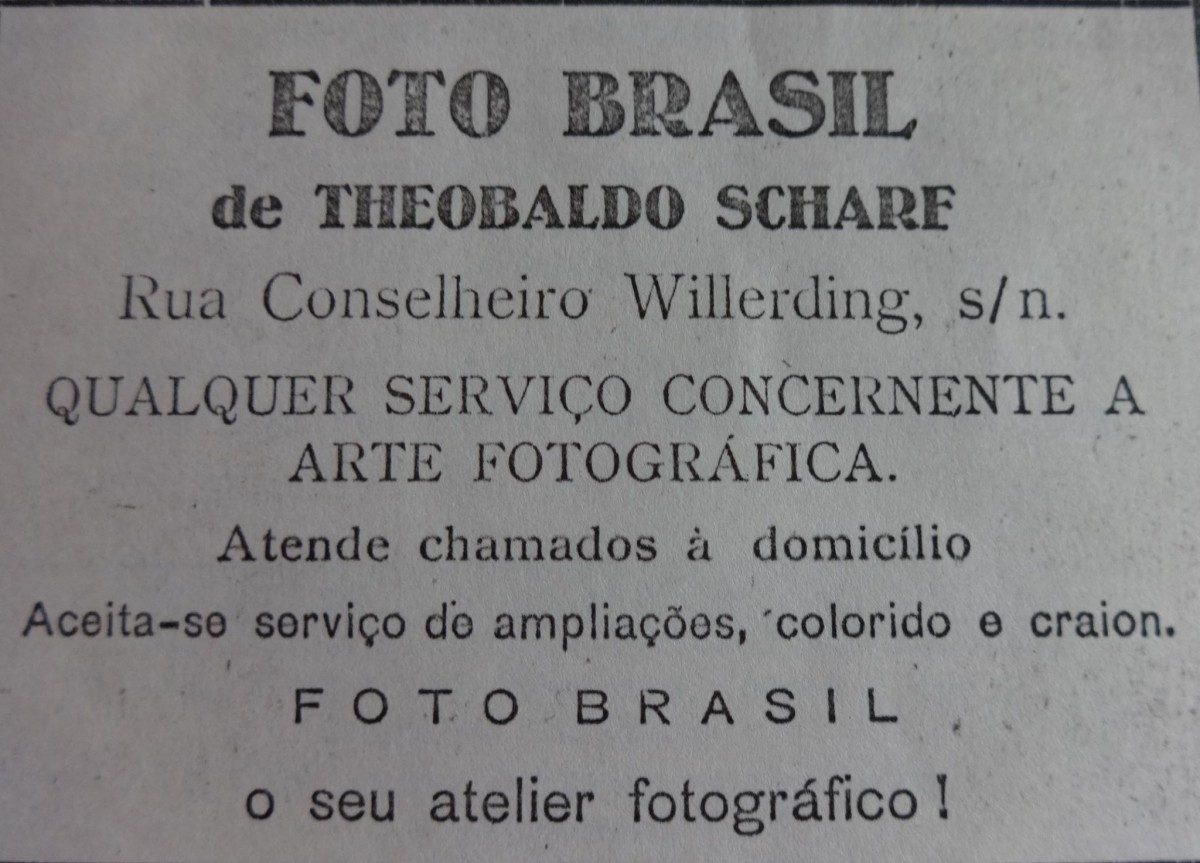 FOTO BRASIL
de THEOBALDO SCHARF
Rua Conselheiro Willerding, s/n.
QUALQUER SERVIÇO CONCERNENTE A
ARTE FOTOGRÁFICA.
Atende chamados à domicílio
Aceita-se serviço de ampliações, colorido e craion.
FOTO BRASIL
o seu atelier fotográfico!